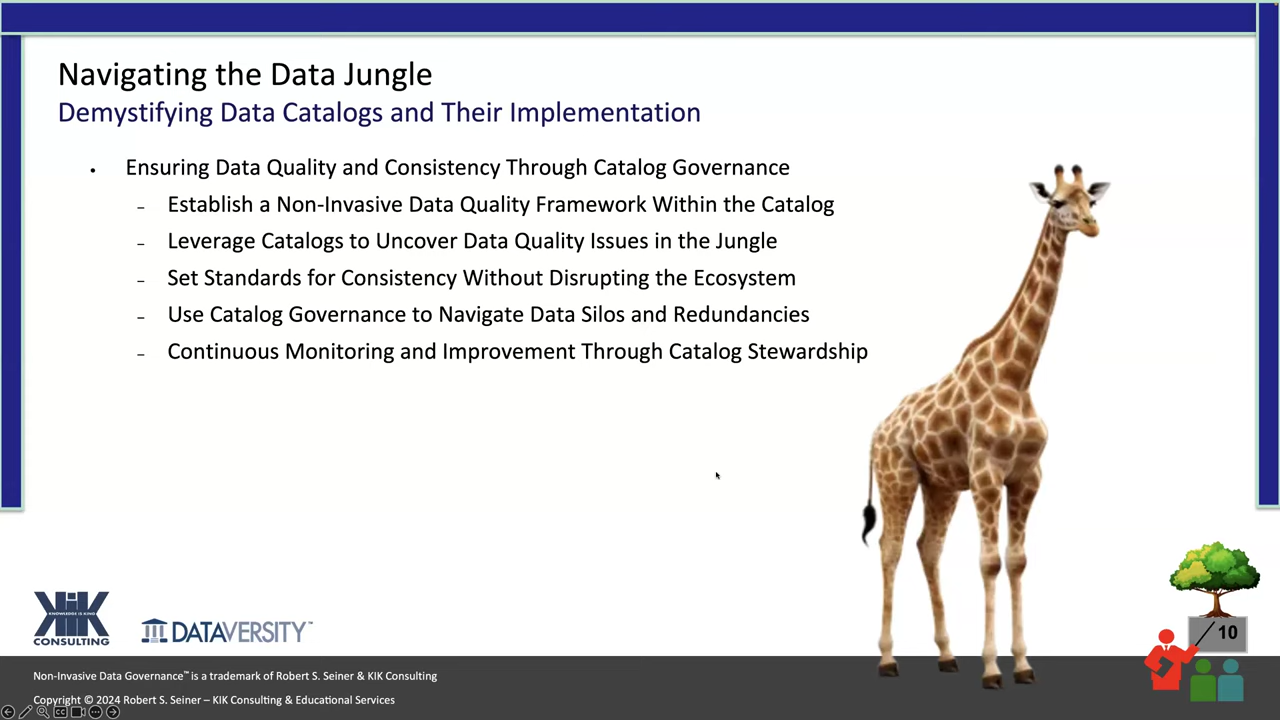 Navigating the Data Jungle
Demystifying Data Catalogs and Their Implementation
• Ensuring Data Quality and Consistency Through Catalog Governance
– Establish a Non-Invasive Data Quality Framework Within the Catalog
– Leverage Catalogs to Uncover Data Quality Issues in the Jungle
– Set Standards for Consistency Without Disrupting the Ecosystem
– Use Catalog Governance to Navigate Data Silos and Redundancies
– Continuous Monitoring and Improvement Through Catalog Stewardship
KIK
KNOWLEDGE IS KING
CONSULTING
DATAVERSITY™
10
Non-Invasive Data Governance™ is a trademark of Robert S. Seiner & KIK Consulting
Copyright © 2024 Robert S. Seiner – KIK Consulting & Educational Services